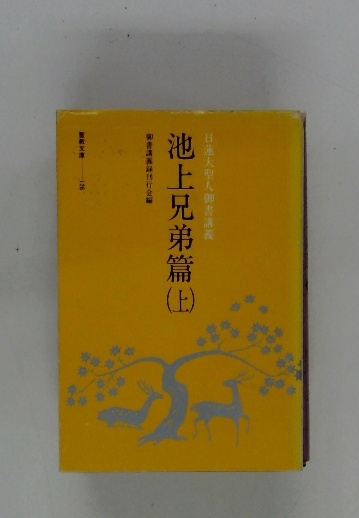 日蓮大聖人御書講義
池上兄弟篇(上)
御書講義録刊行会編
聖教文庫